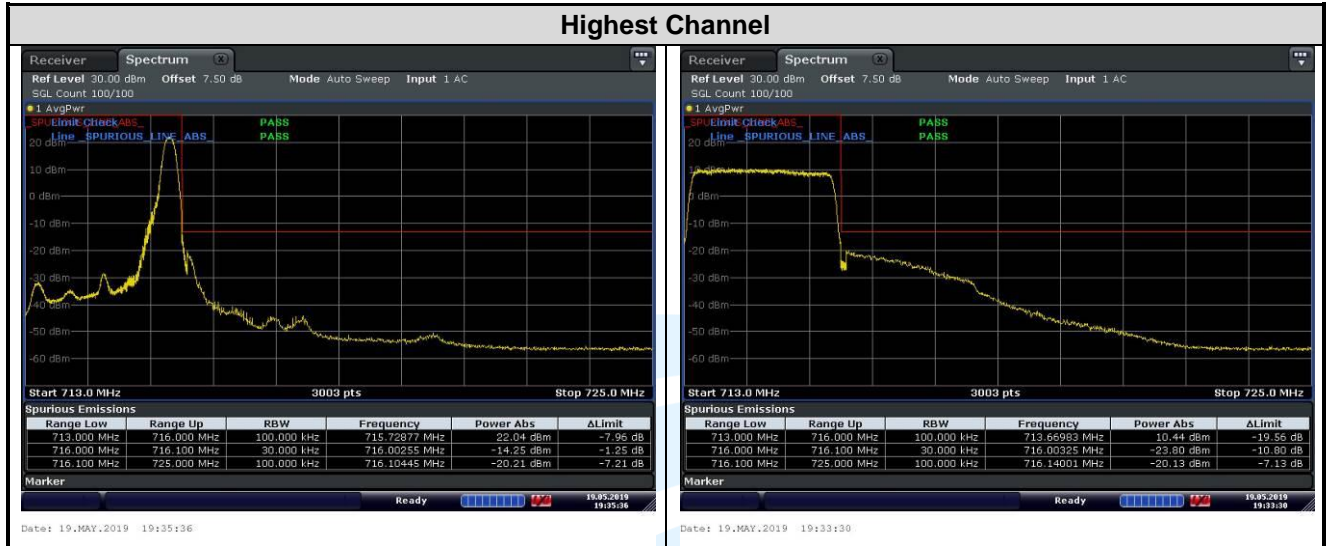 Highest Channel
Receiver Spectrum X
Ref Level 30.00 dBm Offset 7.50 dB Mode Auto Sweep Input 1 AC
SGL Count 100/100
1 AvgPwr
Limit Check PASS
Line _SPURIOUS_LINE_ABS_ PASS
20 dBm
10 dBm
0 dBm
-10 dBm
-20 dBm
-30 dBm
-40 dBm
-50 dBm
-60 dBm
Start 713.0 MHz 3003 pts Stop 725.0 MHz
Spurious Emissions
Range Low Range Up RBW Frequency Power Abs ΔLimit
713.000 MHz 716.000 MHz 100.000 kHz 715.72877 MHz 22.04 dBm -7.96 dB
716.000 MHz 716.100 MHz 30.000 kHz 716.00255 MHz -14.25 dBm -1.25 dB
716.100 MHz 725.000 MHz 100.000 kHz 716.10445 MHz -20.21 dBm -7.21 dB
Marker
Ready 19.05.2019
19:35:36
Date: 19.MAY.2019 19:35:36
Receiver Spectrum X
Ref Level 30.00 dBm Offset 7.50 dB Mode Auto Sweep Input 1 AC
SGL Count 100/100
1 AvgPwr
Limit Check PASS
Line _SPURIOUS_LINE_ABS_ PASS
20 dBm
10 dBm
0 dBm
-10 dBm
-20 dBm
-30 dBm
-40 dBm
-50 dBm
-60 dBm
Start 713.0 MHz 3003 pts Stop 725.0 MHz
Spurious Emissions
Range Low Range Up RBW Frequency Power Abs ΔLimit
713.000 MHz 716.000 MHz 100.000 kHz 713.66983 MHz 10.44 dBm -19.56 dB
716.000 MHz 716.100 MHz 30.000 kHz 716.00325 MHz -23.80 dBm -10.80 dB
716.100 MHz 725.000 MHz 100.000 kHz 716.14001 MHz -20.13 dBm -7.13 dB
Marker
Ready 19.05.2019
19:33:30
Date: 19.MAY.2019 19:33:30